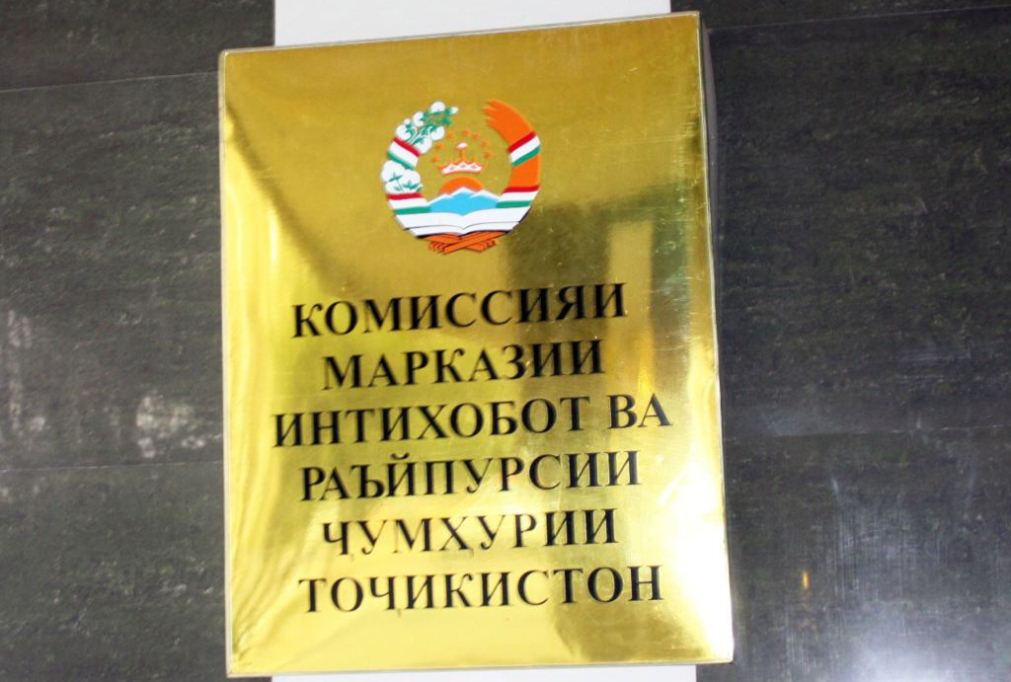 КОМИССИЯИ
МАРКАЗИИ
ИНТИХОБОТ ВА
РАЪЙПУРСИИ
ҶУМҲУРИИ
ТОҶИКИСТОН